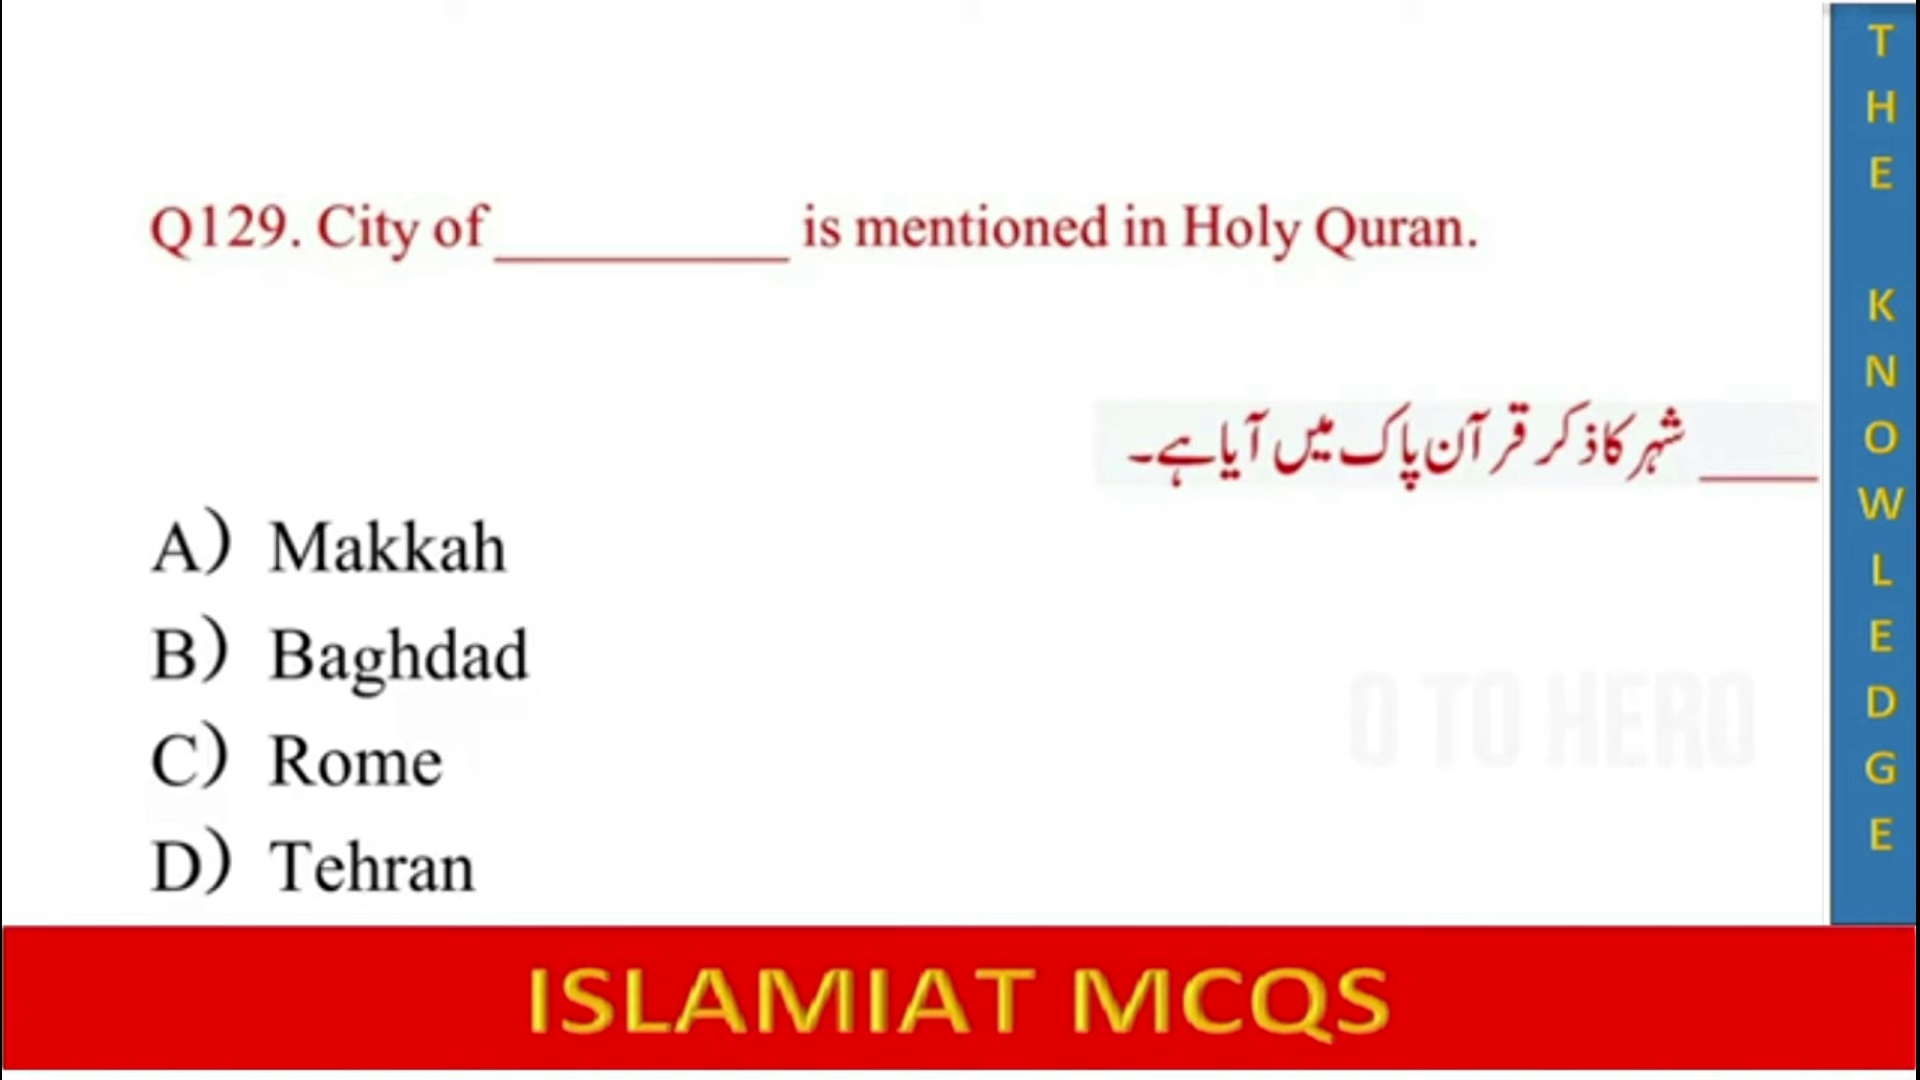 Q129. City of __________ is mentioned in Holy Quran.
____ شہر کا ذکر قرآن پاک میں آیا ہے۔
A) Makkah
B) Baghdad
C) Rome
D) Tehran
O TO HERO
THE KNOWLEDGE
ISLAMIAT MCQS